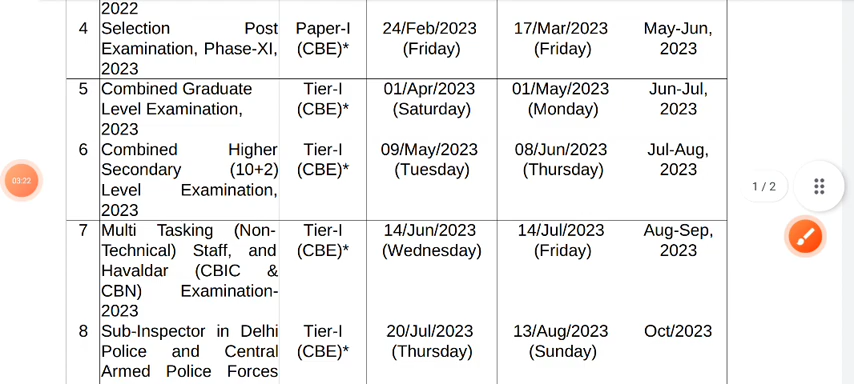 2022
4 Selection Post Paper-I 24/Feb/2023 17/Mar/2023 May-Jun,
Examination, Phase-XI, (CBE)* (Friday) (Friday) 2023
2023
5 Combined Graduate Tier-I 01/Apr/2023 01/May/2023 Jun-Jul,
Level Examination, (CBE)* (Saturday) (Monday) 2023
2023
6 Combined Higher Tier-I 09/May/2023 08/Jun/2023 Jul-Aug,
Secondary (10+2) (CBE)* (Tuesday) (Thursday) 2023
Level Examination,
2023
7 Multi Tasking (Non- Tier-I 14/Jun/2023 14/Jul/2023 Aug-Sep,
Technical) Staff, and (CBE)* (Wednesday) (Friday) 2023
Havaldar (CBIC &
CBN) Examination-
2023
8 Sub-Inspector in Delhi Tier-I 20/Jul/2023 13/Aug/2023 Oct/2023
Police and Central (CBE)* (Thursday) (Sunday)
Armed Police Forces
03:22
1 / 2